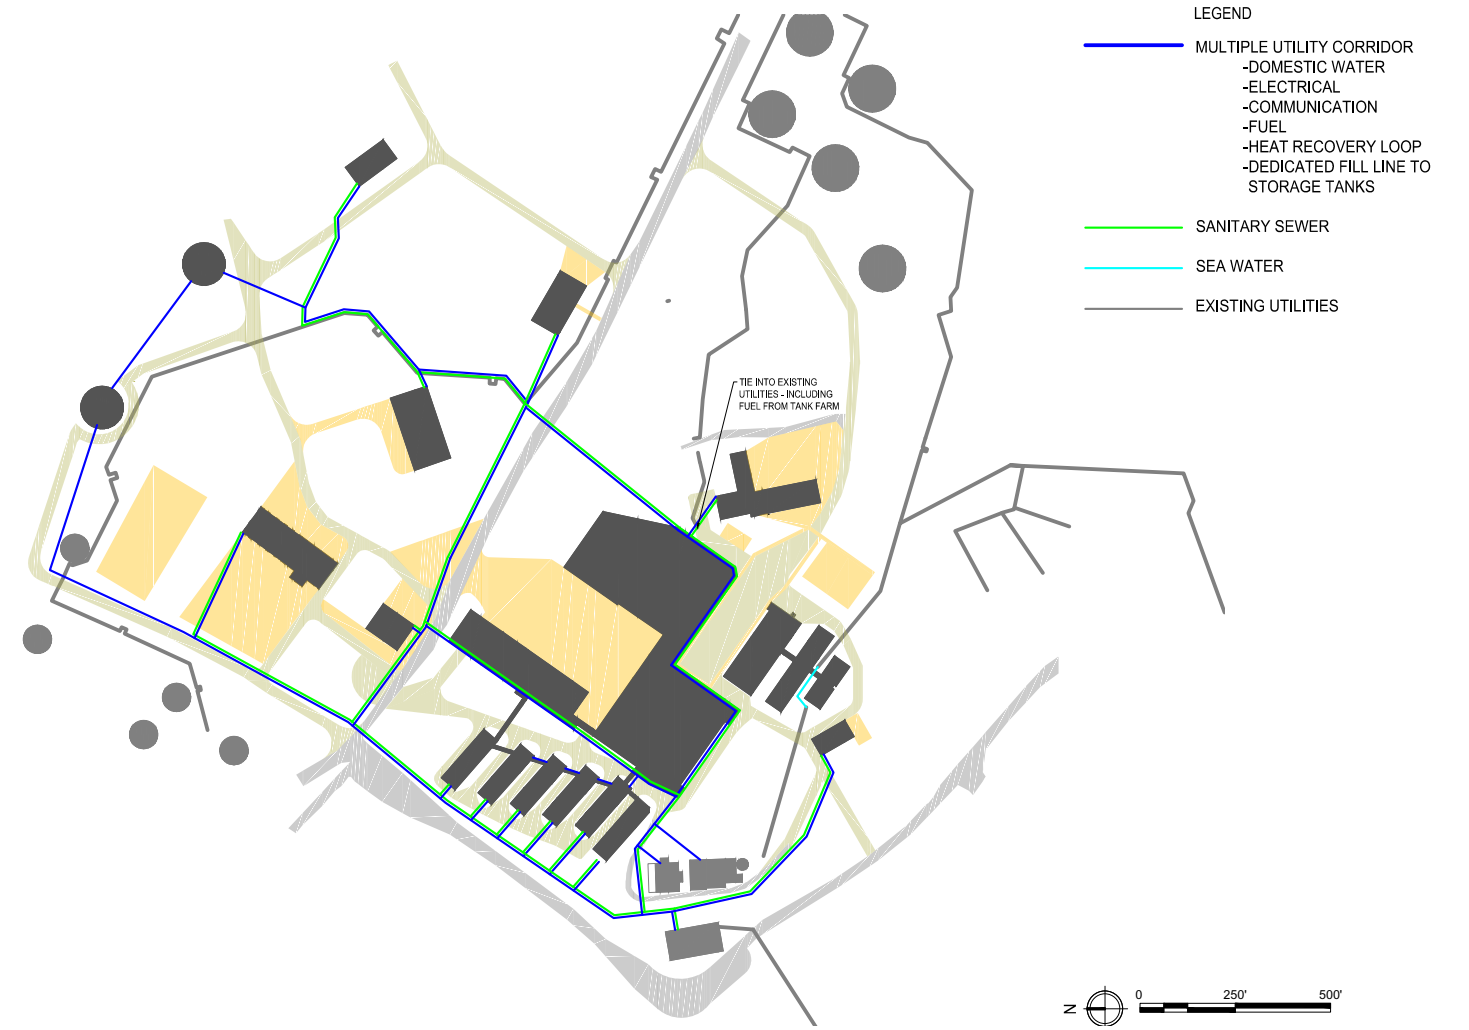 LEGEND
MULTIPLE UTILITY CORRIDOR
-DOMESTIC WATER
-ELECTRICAL
-COMMUNICATION
-FUEL
-HEAT RECOVERY LOOP
-DEDICATED FILL LINE TO
STORAGE TANKS
SANITARY SEWER
SEA WATER
EXISTING UTILITIES
TIE INTO EXISTING
UTILITIES - INCLUDING
FUEL FROM TANK FARM
N
0 250' 500'